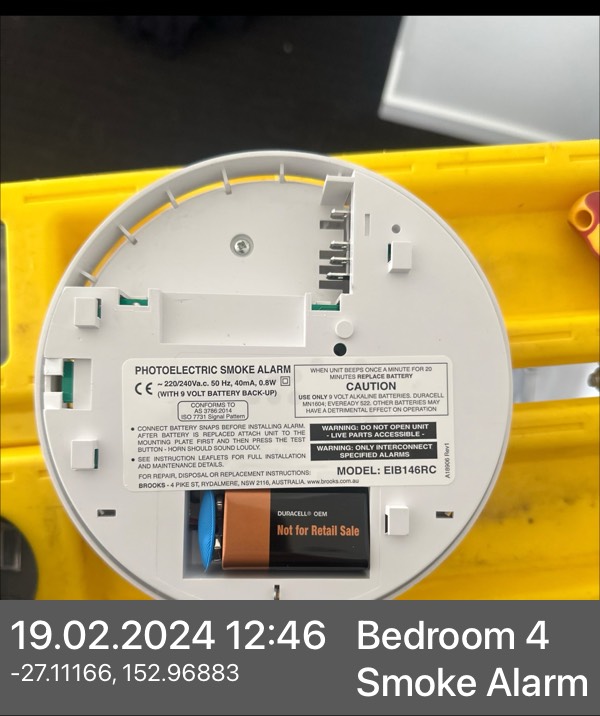 PHOTOELECTRIC SMOKE ALARM
CE ~ 220/240Va.c. 50 Hz, 40mA, 0.8W
(WITH 9 VOLT BATTERY BACK-UP)
CONFORMS TO
AS 3786:2014
ISO 7731 Signal Pattern
• CONNECT BATTERY SNAPS BEFORE INSTALLING ALARM.
AFTER BATTERY IS REPLACED ATTACH UNIT TO THE
MOUNTING PLATE FIRST AND THEN PRESS THE TEST
BUTTON - HORN SHOULD SOUND LOUDLY.
• SEE INSTRUCTION LEAFLETS FOR FULL INSTALLATION
AND MAINTENANCE DETAILS.
FOR REPAIR, DISPOSAL OR REPLACEMENT INSTRUCTIONS:
BROOKS - 4 PIKE ST, RYDALMERE, NSW 2116, AUSTRALIA. www.brooks.com.au
WHEN UNIT BEEPS ONCE A MINUTE FOR 20
MINUTES REPLACE BATTERY
CAUTION
USE ONLY 9 VOLT ALKALINE BATTERIES. DURACELL
MN1604; EVEREADY 522. OTHER BATTERIES MAY
HAVE A DETRIMENTAL EFFECT ON OPERATION
WARNING: DO NOT OPEN UNIT
- LIVE PARTS ACCESSIBLE -
WARNING: ONLY INTERCONNECT
SPECIFIED ALARMS
MODEL: EIB146RC
A18906 Rev1
DURACELL® OEM
Not for Retail Sale
19.02.2024 12:46
-27.11166, 152.96883
Bedroom 4
Smoke Alarm